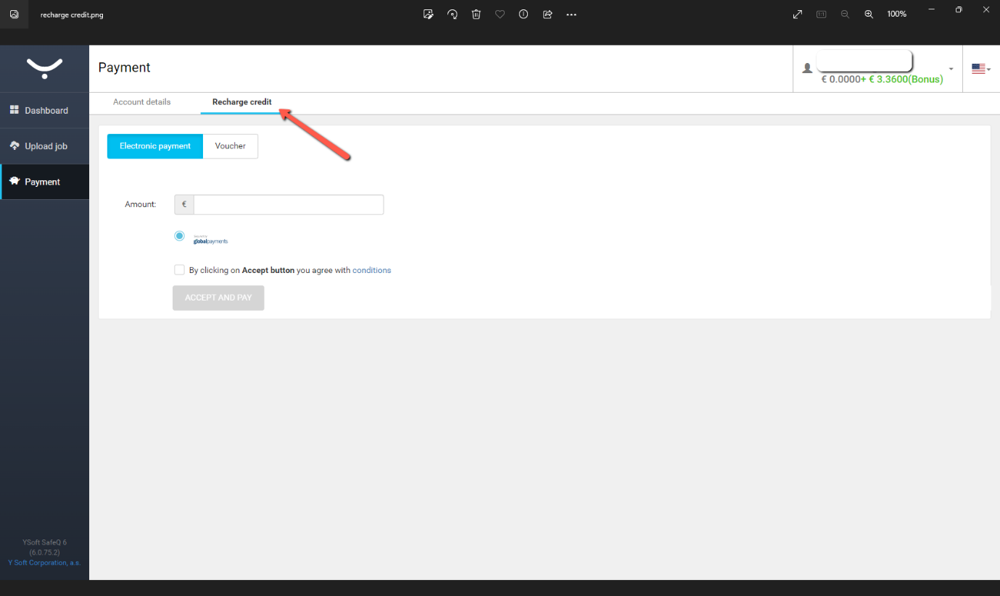 recharge credit.png
100%
Payment
€ 0.0000+ € 3.3600(Bonus)
Account details
Recharge credit
Dashboard
Upload job
Payment
Electronic payment
Voucher
Amount:
€
globalpayments
By clicking on Accept button you agree with conditions
ACCEPT AND PAY
YSoft SafeQ 6
(6.0.75.2)
Y Soft Corporation, a.s.